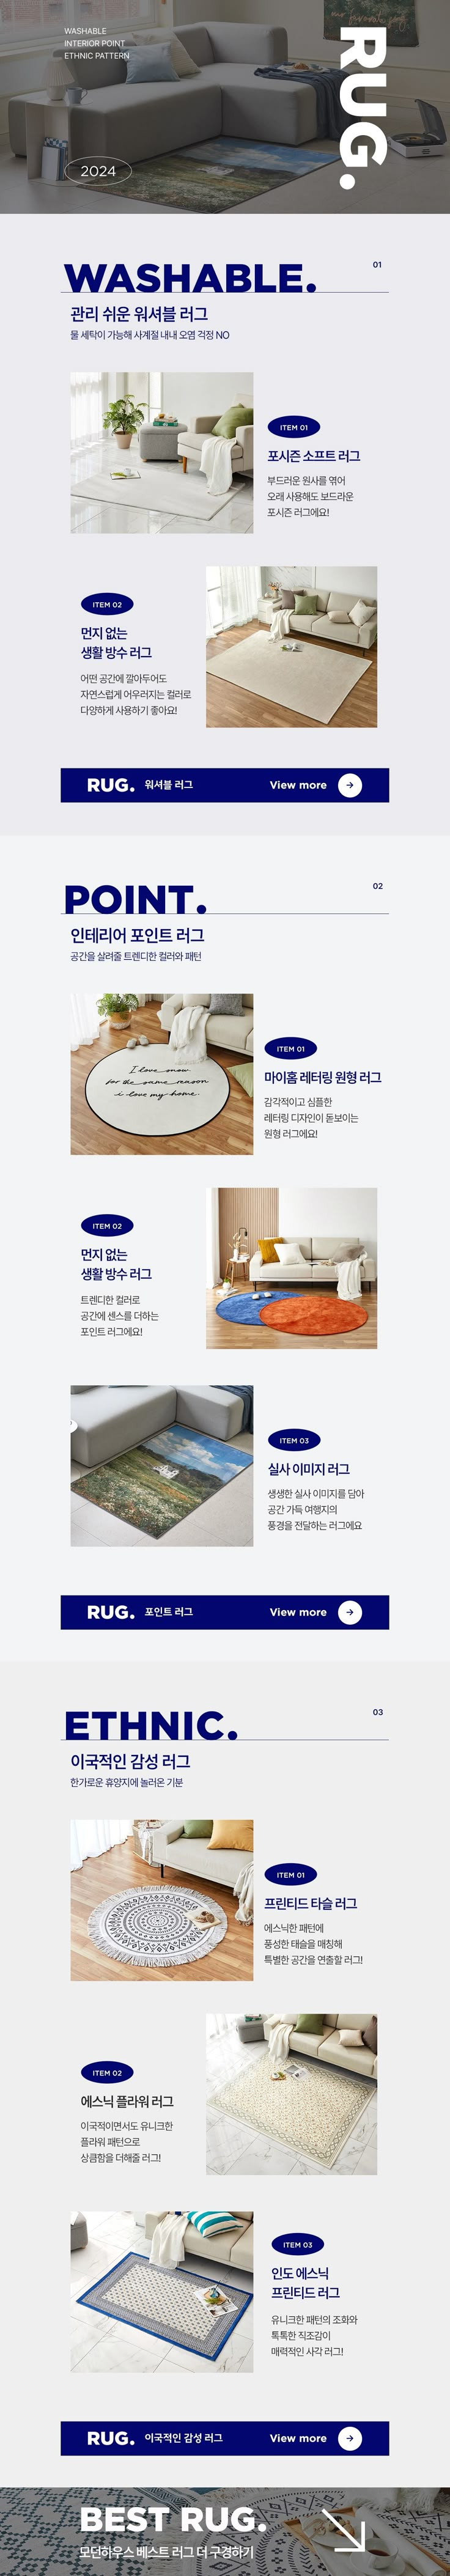 WASHABLE
INTERIOR POINT
ETHNIC PATTERN
RUG.
2024
WASHABLE.
01
관리 쉬운 워셔블 러그
물 세탁이 가능해 사계절 내내 오염 걱정 NO
ITEM 01
포시즌 소프트 러그
부드러운 원사를 엮어
오래 사용해도 보드라운
포시즌 러그에요!
ITEM 02
먼지 없는
생활 방수 러그
어떤 공간에 깔아두어도
자연스럽게 어우러지는 컬러로
다양하게 사용하기 좋아요!
RUG. 워셔블 러그 View more
POINT.
02
인테리어 포인트 러그
공간을 살려줄 트렌디한 컬러와 패턴
I love snow
for the same reason
i love my home.
ITEM 01
마이홈 레터링 원형 러그
감각적이고 심플한
레터링 디자인이 돋보이는
원형 러그에요!
ITEM 02
먼지 없는
생활 방수 러그
트렌디한 컬러로
공간에 센스를 더하는
포인트 러그에요!
ITEM 03
실사 이미지 러그
생생한 실사 이미지를 담아
공간 가득 여행지의
풍경을 전달하는 러그에요
RUG. 포인트 러그 View more
ETHNIC.
03
이국적인 감성 러그
한가로운 휴양지에 놀러온 기분
ITEM 01
프린티드 타슬 러그
에스닉한 패턴에
풍성한 태슬을 매칭해
특별한 공간을 연출할 러그!
ITEM 02
에스닉 플라워 러그
이국적이면서도 유니크한
플라워 패턴으로
상큼함을 더해줄 러그!
ITEM 03
인도 에스닉
프린티드 러그
유니크한 패턴의 조화와
톡톡한 직조감이
매력적인 사각 러그!
RUG. 이국적인 감성 러그 View more
BEST RUG.
모던하우스 베스트 러그 더 구경하기